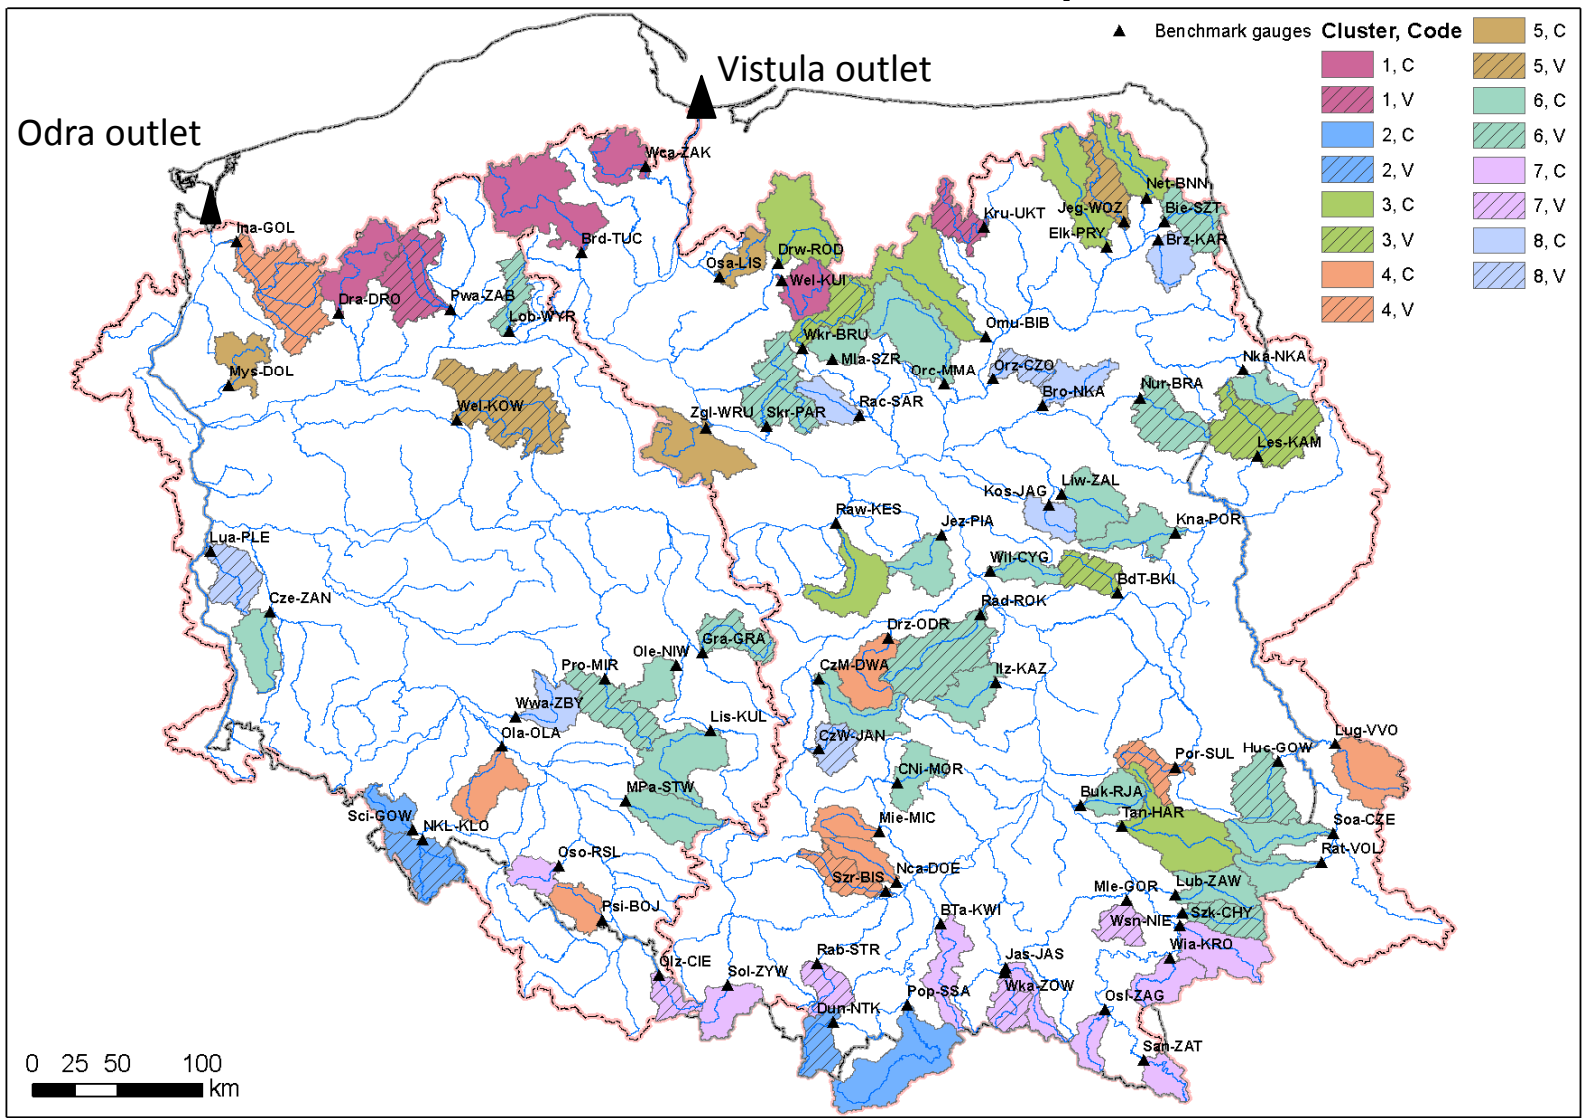 Vistula outlet
Odra outlet
Benchmark gauges
Cluster, Code
1, C
1, V
2, C
2, V
3, C
3, V
4, C
4, V
5, C
5, V
6, C
6, V
7, C
7, V
8, C
8, V
Wca-ZAK
Ina-GOL
Brd-TUC
Dra-DRO
Pwa-ZAB
Lob-WYR
Osa-LIS
Drw-ROD
Wel-KUI
Kru-UKT
Jeg-WOZ
Elk-PRY
Net-BNN
Bie-SZT
Brz-KAR
Omu-BIB
Wkr-BRU
Mla-SZR
Orc-MMA
Orz-CZO
Bro-NKA
Nur-BRA
Nka-NKA
Les-KAM
Mys-DOL
Wel-KOW
Zgl-WRU
Skr-PAR
Rac-SAR
Kos-JAG
Liw-ZAL
Kna-POR
Raw-KES
Jez-PIA
Wil-CYG
BdT-BKI
Lua-PLE
Cze-ZAN
Rad-ROK
Drz-ODR
Gra-GRA
Ole-NIW
Pro-MIR
CzM-DWA
Ilz-KAZ
Wwa-ZBY
Ola-OLA
Lis-KUL
CzW-JAN
CNi-MOR
MPa-STW
Por-SUL
Huc-GOW
Lug-VVO
Buk-RJA
Tan-HAR
Soa-CZE
Rat-VOL
Sci-GOW
NKL-KLO
Mie-MIC
Oso-RSL
Szr-BIS
Nca-DOE
Psi-BOJ
Mle-GOR
Lub-ZAW
Szk-CHY
Wsn-NIE
BTa-KWI
Wia-KRO
Olz-CIE
Sol-ZYW
Rab-STR
Jas-JAS
Wka-ZOW
Pop-SSA
Dun-NTK
Osl-ZAG
San-ZAT
0 25 50 100
km